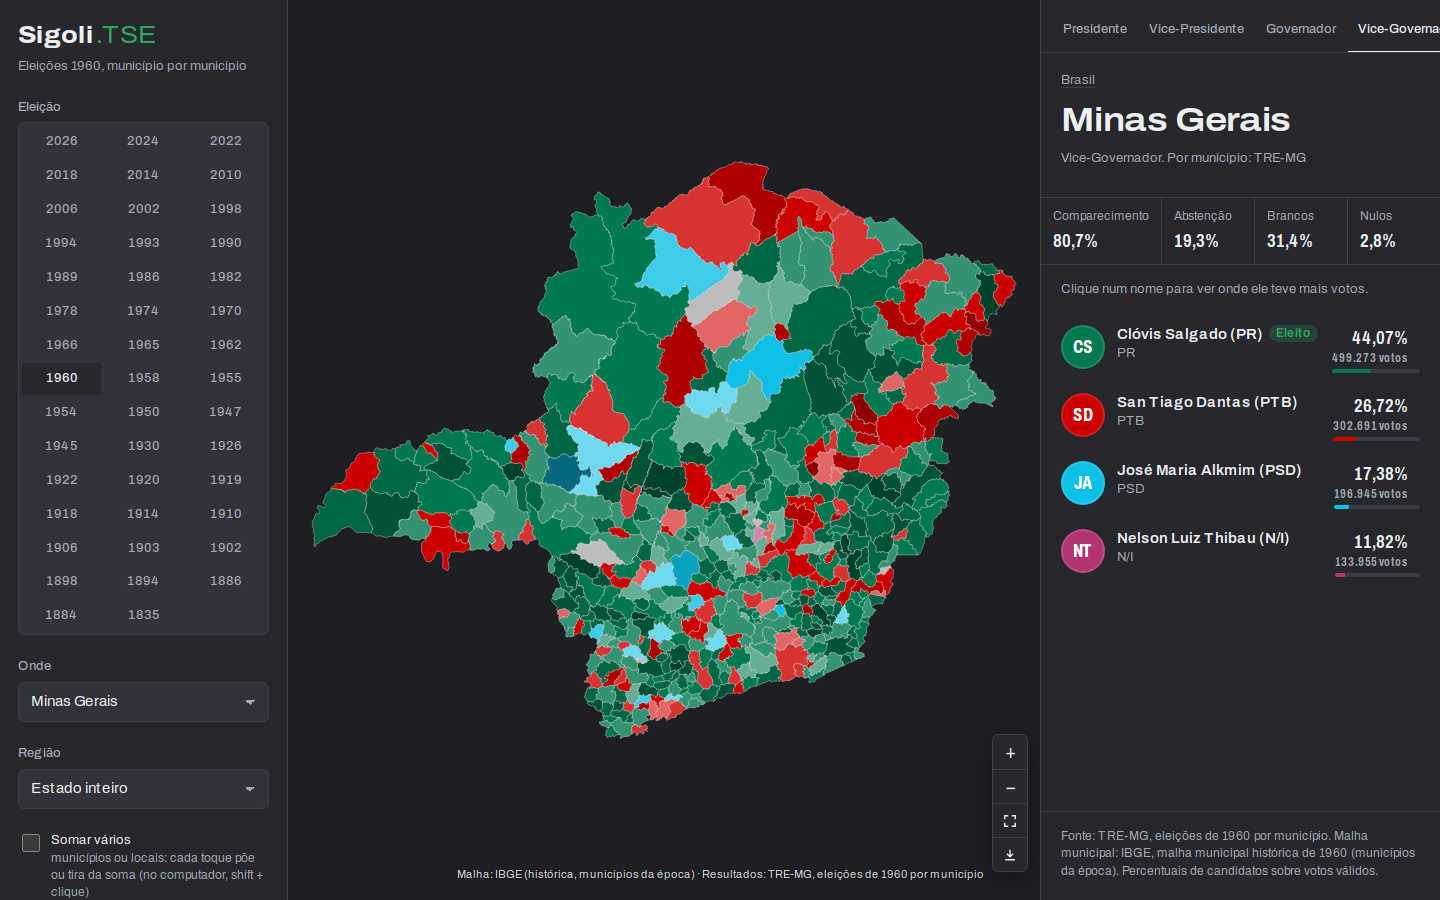 Sigoli.TSE
Eleições 1960, município por município
Eleição
2026 2024 2022
2018 2014 2010
2006 2002 1998
1994 1993 1990
1989 1986 1982
1978 1974 1970
1966 1965 1962
1960 1958 1955
1954 1950 1947
1945 1930 1926
1922 1920 1919
1918 1914 1910
1906 1903 1902
1898 1894 1886
1884 1835
Onde
Minas Gerais
Região
Estado inteiro
Somar vários
municípios ou locais: cada toque põe
ou tira da soma (no computador, shift +
clique)
+
−
Malha: IBGE (histórica, municípios da época) · Resultados: TRE-MG, eleições de 1960 por município
Presidente Vice-Presidente Governador Vice-Governa
Brasil
Minas Gerais
Vice-Governador. Por município: TRE-MG
Comparecimento Abstenção Brancos Nulos
80,7% 19,3% 31,4% 2,8%
Clique num nome para ver onde ele teve mais votos.
CS Clóvis Salgado (PR) Eleito 44,07%
PR 499.273 votos
SD San Tiago Dantas (PTB) 26,72%
PTB 302.691 votos
JA José Maria Alkmim (PSD) 17,38%
PSD 196.945 votos
NT Nelson Luiz Thibau (N/I) 11,82%
N/I 133.955 votos
Fonte: TRE-MG, eleições de 1960 por município. Malha
municipal: IBGE, malha municipal histórica de 1960 (municípios
da época). Percentuais de candidatos sobre votos válidos.